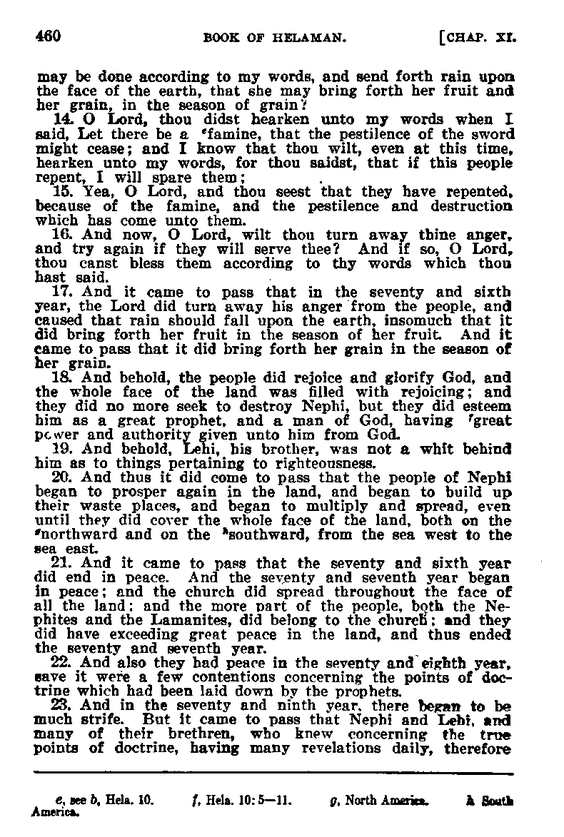 460 BOOK OF HELAMAN. [CHAP. XI.
may be done according to my words, and send forth rain upon
the face of the earth, that she may bring forth her fruit and
her grain, in the season of grain?
14. O Lord, thou didst hearken unto my words when I
said, Let there be a ᵉfamine, that the pestilence of the sword
might cease; and I know that thou wilt, even at this time,
hearken unto my words, for thou saidst, that if this people
repent, I will spare them;
15. Yea, O Lord, and thou seest that they have repented,
because of the famine, and the pestilence and destruction
which has come unto them.
16. And now, O Lord, wilt thou turn away thine anger,
and try again if they will serve thee? And if so, O Lord,
thou canst bless them according to thy words which thou
hast said.
17. And it came to pass that in the seventy and sixth
year, the Lord did turn away his anger from the people, and
caused that rain should fall upon the earth, insomuch that it
did bring forth her fruit in the season of her fruit. And it
came to pass that it did bring forth her grain in the season of
her grain.
18. And behold, the people did rejoice and glorify God, and
the whole face of the land was filled with rejoicing; and
they did no more seek to destroy Nephi, but they did esteem
him as a great prophet, and a man of God, having ᶠgreat
power and authority given unto him from God.
19. And behold, Lehi, his brother, was not a whit behind
him as to things pertaining to righteousness.
20. And thus it did come to pass that the people of Nephi
began to prosper again in the land, and began to build up
their waste places, and began to multiply and spread, even
until they did cover the whole face of the land, both on the
ᵍnorthward and on the ʰsouthward, from the sea west to the
sea east.
21. And it came to pass that the seventy and sixth year
did end in peace. And the seventy and seventh year began
in peace; and the church did spread throughout the face of
all the land; and the more part of the people, both the Ne-
phites and the Lamanites, did belong to the church; and they
did have exceeding great peace in the land, and thus ended
the seventy and seventh year.
22. And also they had peace in the seventy and eighth year,
save it were a few contentions concerning the points of doc-
trine which had been laid down by the prophets.
23. And in the seventy and ninth year, there began to be
much strife. But it came to pass that Nephi and Lehi, and
many of their brethren, who knew concerning the true
points of doctrine, having many revelations daily, therefore
e, see b, Hela. 10. f, Hela. 10: 5—11. g, North America. h South
America.